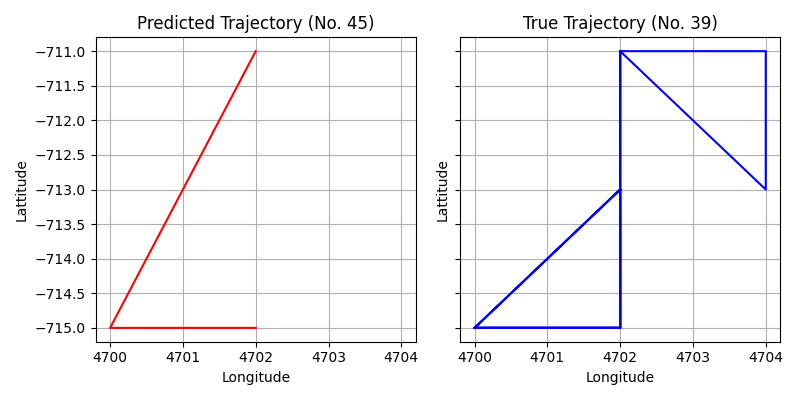 Predicted Trajectory (No. 45)
True Trajectory (No. 39)
−711.0
−711.5
−712.0
−712.5
−713.0
−713.5
−714.0
−714.5
−715.0
Lattitude
Lattitude
4700 4701 4702 4703 4704
4700 4701 4702 4703 4704
Longitude
Longitude